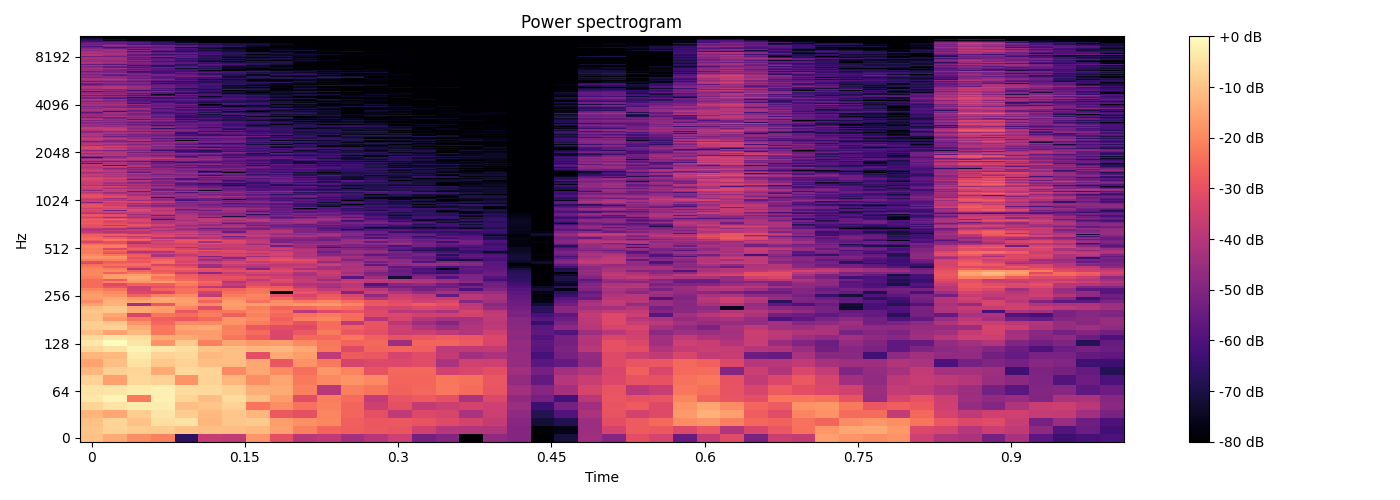 Power spectrogram
Hz
8192
4096
2048
1024
512
256
128
64
0
0
0.15
0.3
0.45
0.6
0.75
0.9
Time
+0 dB
-10 dB
-20 dB
-30 dB
-40 dB
-50 dB
-60 dB
-70 dB
-80 dB